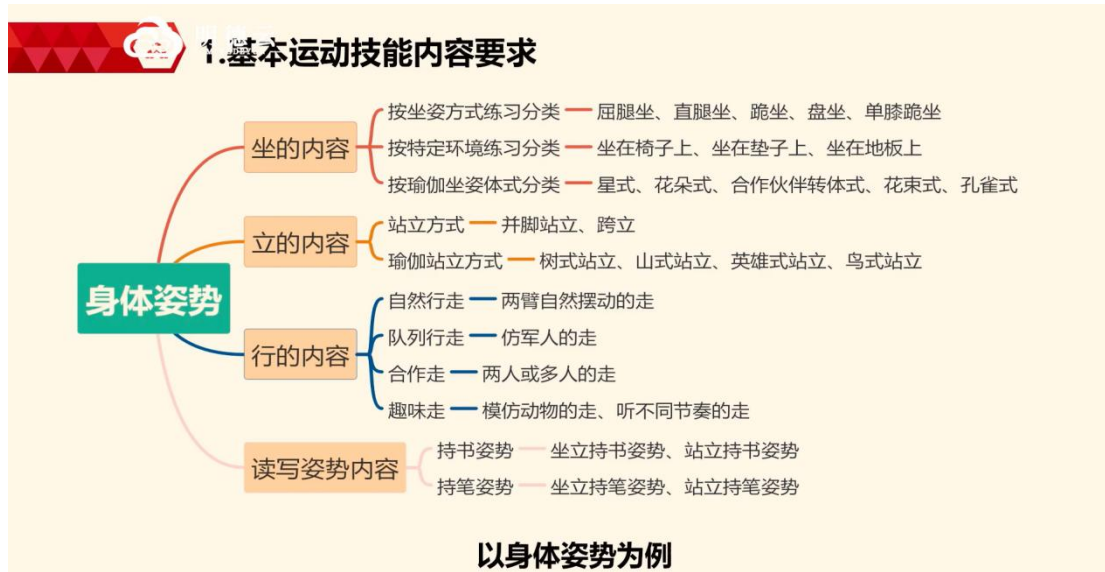 1.基本运动技能内容要求
坐的内容
按坐姿方式练习分类 屈腿坐、直腿坐、跪坐、盘坐、单膝跪坐
按特定环境练习分类 坐在椅子上、坐在垫子上、坐在地板上
按瑜伽坐姿体式分类 星式、花朵式、合作伙伴转体式、花束式、孔雀式
立的内容
站立方式 并脚站立、跨立
瑜伽站立方式 树式站立、山式站立、英雄式站立、鸟式站立
身体姿势
行的内容
自然行走 两臂自然摆动的走
队列行走 仿军人的走
合作走 两人或多人的走
趣味走 模仿动物的走、听不同节奏的走
读写姿势内容
持书姿势 坐立持书姿势、站立持书姿势
持笔姿势 坐立持笔姿势、站立持笔姿势
以身体姿势为例